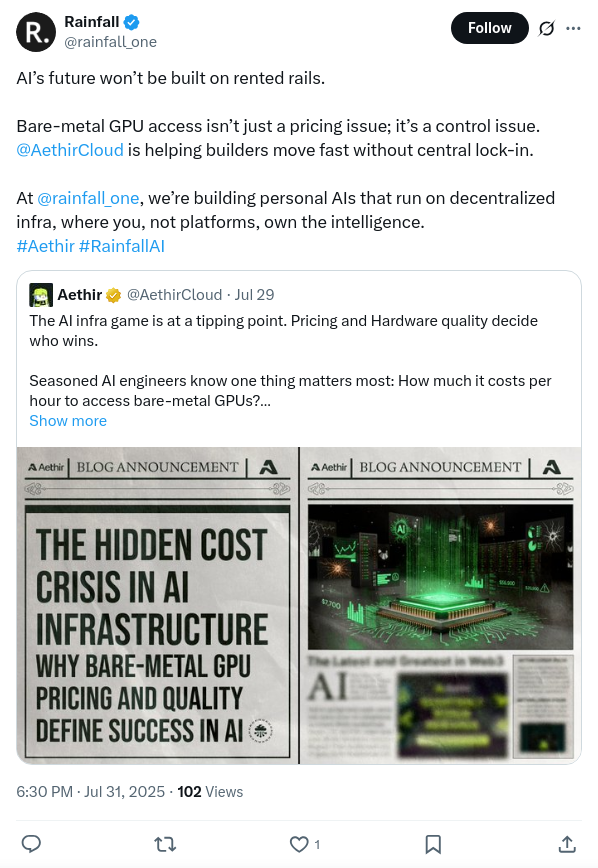 Rainfall
@rainfall_one
Follow
AI’s future won’t be built on rented rails.
Bare-metal GPU access isn’t just a pricing issue; it’s a control issue.
@AethirCloud is helping builders move fast without central lock-in.
At @rainfall_one, we’re building personal AIs that run on decentralized
infra, where you, not platforms, own the intelligence.
#Aethir #RainfallAI
Aethir @AethirCloud · Jul 29
The AI infra game is at a tipping point. Pricing and Hardware quality decide
who wins.
Seasoned AI engineers know one thing matters most: How much it costs per
hour to access bare-metal GPUs?...
Show more
Aethir BLOG ANNOUNCEMENT
THE HIDDEN COST
CRISIS IN AI
INFRASTRUCTURE
WHY BARE-METAL GPU
PRICING AND QUALITY
DEFINE SUCCESS IN AI
Aethir BLOG ANNOUNCEMENT
AI
$7,700
The Latest and Greatest in Web3
AI
6:30 PM · Jul 31, 2025 · 102 Views
1